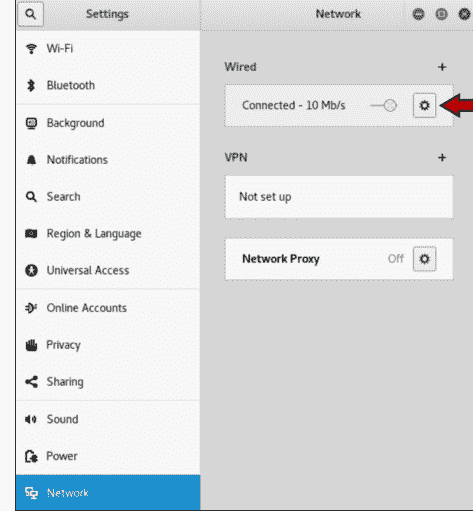 Settings
Network
Wi-Fi
Bluetooth
Background
Notifications
Search
Region & Language
Universal Access
Online Accounts
Privacy
Sharing
Sound
Power
Network
Wired
+
Connected - 10 Mb/s
VPN
+
Not set up
Network Proxy
Off